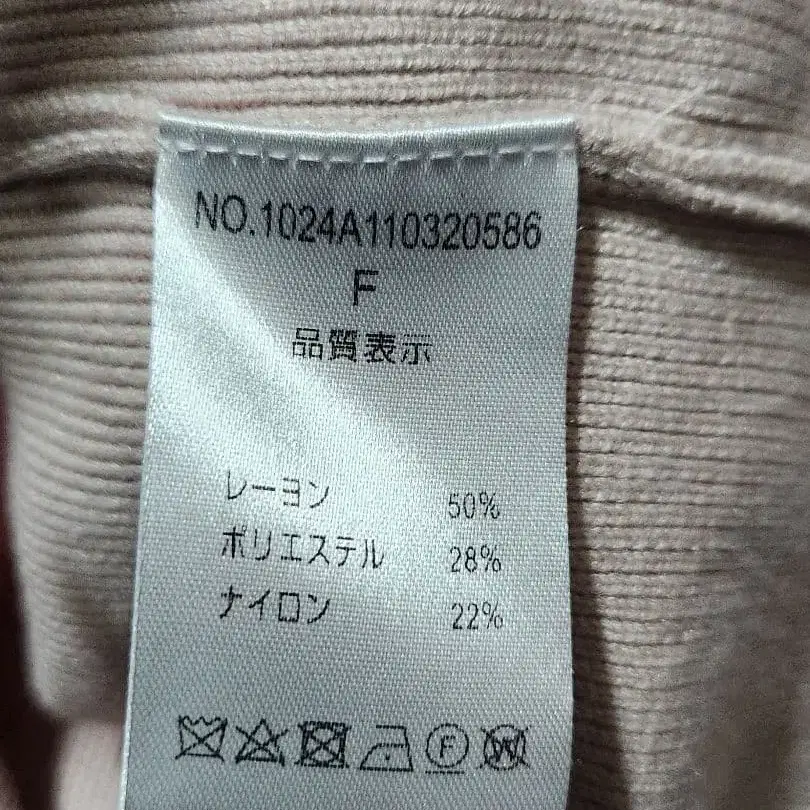 NO.1024A110320586
F
品質表示
レーヨン 50%
ポリエステル 28%
ナイロン 22%
F W